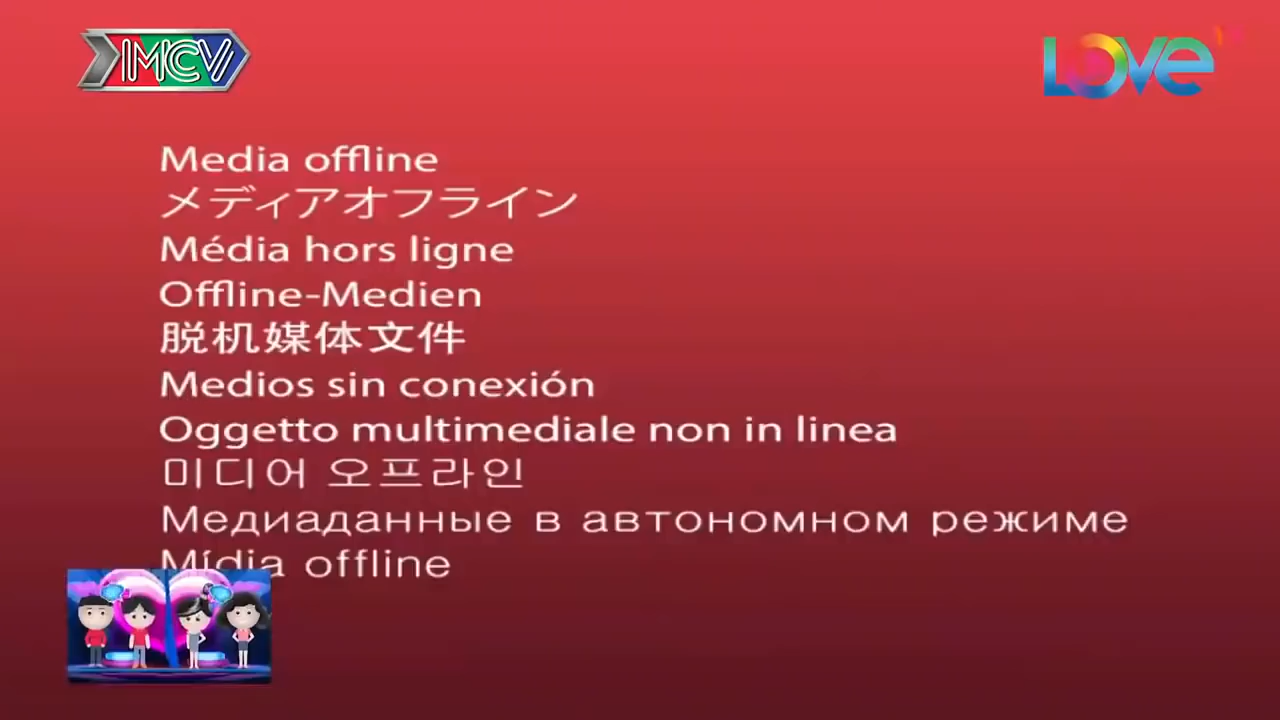 MCV
LOVE
Media offline
メディアオフライン
Média hors ligne
Offline-Medien
脱机媒体文件
Medios sin conexión
Oggetto multimediale non in linea
미디어 오프라인
Медиаданные в автономном режиме
Mídia offline